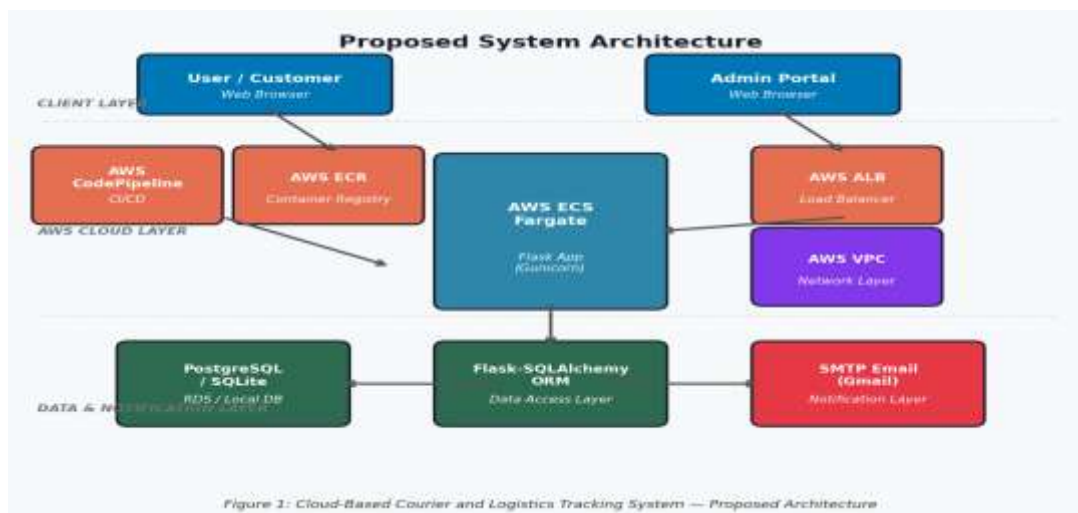 Proposed System Architecture
User / Customer
Web Browser
Admin Portal
Web Browser
CLIENT LAYER
AWS
CodePipeline
CI/CD
AWS ECR
Container Registry
AWS ECS
Fargate
Flask App
(Gunicorn)
AWS ALB
Load Balancer
AWS CLOUD LAYER
AWS VPC
Network Layer
PostgreSQL
/ SQLite
RDS / Local DB
Flask-SQLAlchemy
ORM
Data Access Layer
SMTP Email
(Gmail)
Notification Layer
DATA & NOTIFICATION LAYER
Figure 1: Cloud-Based Courier and Logistics Tracking System — Proposed Architecture